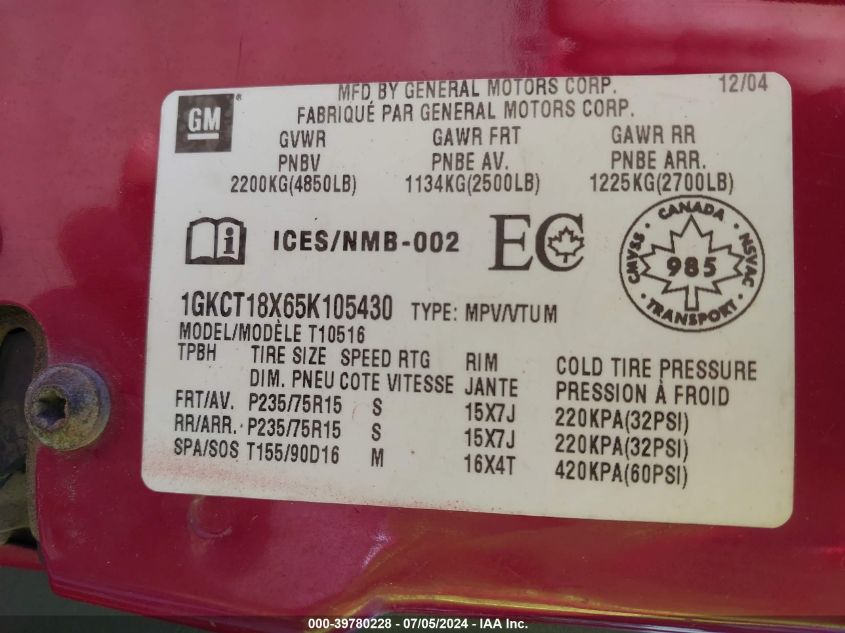 MFD BY GENERAL MOTORS CORP. 12/04
FABRIQUÉ PAR GENERAL MOTORS CORP.
GM
GVWR GAWR FRT GAWR RR
PNBV PNBE AV. PNBE ARR.
2200KG(4850LB) 1134KG(2500LB) 1225KG(2700LB)
i ICES/NMB-002 EC
CANADA
CMVSS 985 NSVAC
TRANSPORT
1GKCT18X65K105430 TYPE: MPV/VTUM
MODEL/MODÈLE T10516
TPBH TIRE SIZE SPEED RTG RIM COLD TIRE PRESSURE
DIM. PNEU COTE VITESSE JANTE PRESSION À FROID
FRT/AV. P235/75R15 S 15X7J 220KPA(32PSI)
RR/ARR. P235/75R15 S 15X7J 220KPA(32PSI)
SPA/SOS T155/90D16 M 16X4T 420KPA(60PSI)
000-39780228 - 07/05/2024 - IAA Inc.